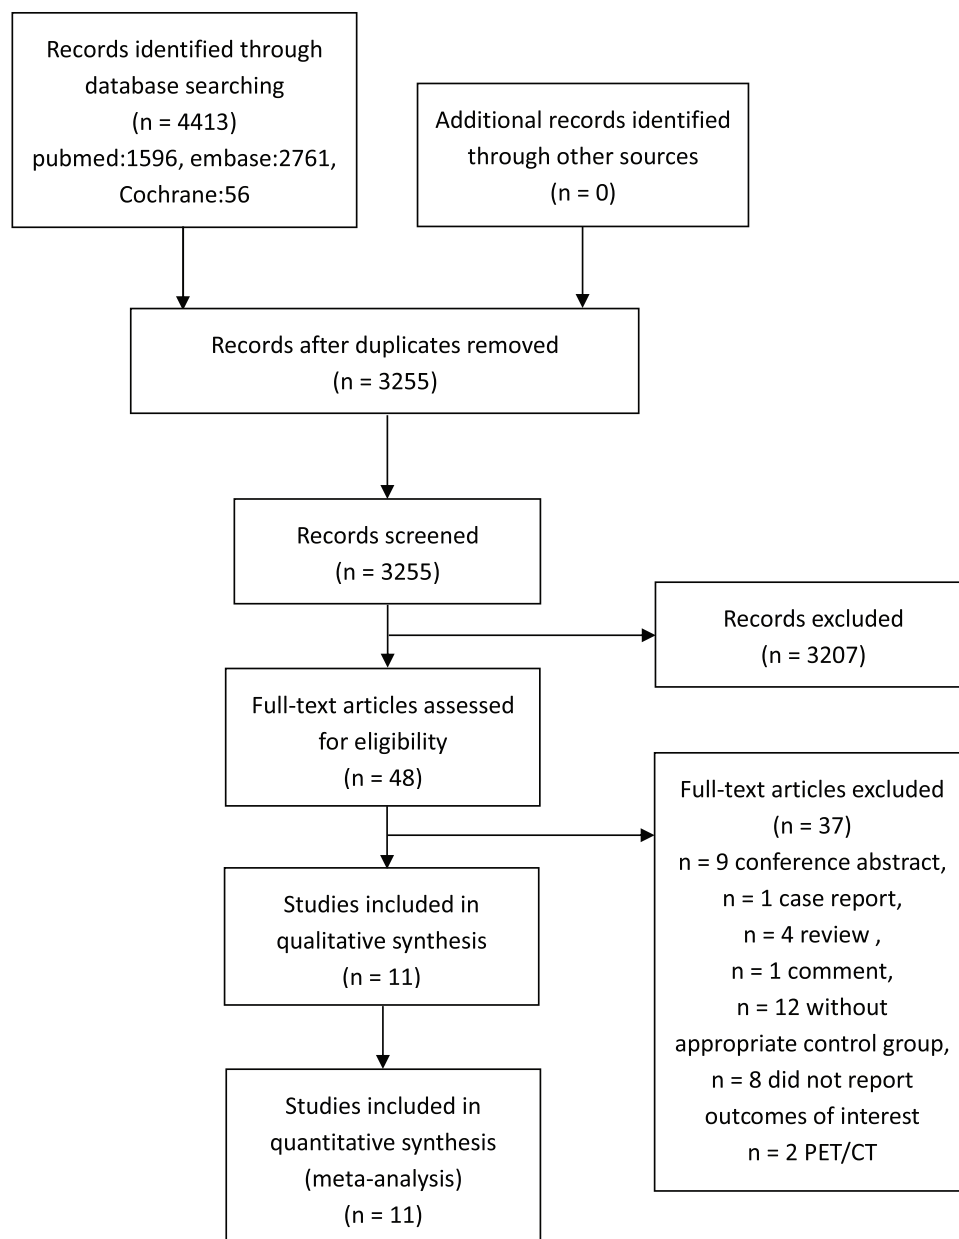 Records identified through
database searching
(n = 4413)
pubmed:1596, embase:2761,
Cochrane:56
Additional records identified
through other sources
(n = 0)
Records after duplicates removed
(n = 3255)
Records screened
(n = 3255)
Records excluded
(n = 3207)
Full-text articles assessed
for eligibility
(n = 48)
Full-text articles excluded
(n = 37)
n = 9 conference abstract,
n = 1 case report,
n = 4 review ,
n = 1 comment,
n = 12 without
appropriate control group,
n = 8 did not report
outcomes of interest
n = 2 PET/CT
Studies included in
qualitative synthesis
(n = 11)
Studies included in
quantitative synthesis
(meta-analysis)
(n = 11)